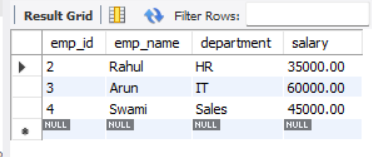 Result Grid Filter Rows:
emp_id emp_name department salary
2 Rahul HR 35000.00
3 Arun IT 60000.00
4 Swami Sales 45000.00
NULL NULL NULL NULL